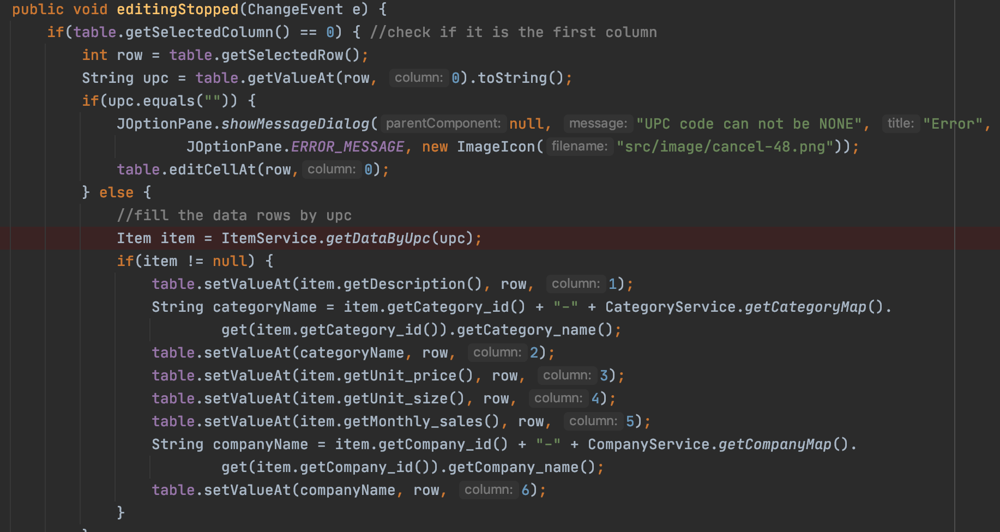 public void editingStopped(ChangeEvent e) {
if(table.getSelectedColumn() == 0) { //check if it is the first column
int row = table.getSelectedRow();
String upc = table.getValueAt(row, column: 0).toString();
if(upc.equals("")) {
JOptionPane.showMessageDialog( parentComponent: null, message: "UPC code can not be NONE", title: "Error",
JOptionPane.ERROR_MESSAGE, new ImageIcon( filename: "src/image/cancel-48.png"));
table.editCellAt(row, column: 0);
} else {
//fill the data rows by upc
Item item = ItemService.getDataByUpc(upc);
if(item != null) {
table.setValueAt(item.getDescription(), row, column: 1);
String categoryName = item.getCategory_id() + "-" + CategoryService.getCategoryMap().
get(item.getCategory_id()).getCategory_name();
table.setValueAt(categoryName, row, column: 2);
table.setValueAt(item.getUnit_price(), row, column: 3);
table.setValueAt(item.getUnit_size(), row, column: 4);
table.setValueAt(item.getMonthly_sales(), row, column: 5);
String companyName = item.getCompany_id() + "-" + CompanyService.getCompanyMap().
get(item.getCompany_id()).getCompany_name();
table.setValueAt(companyName, row, column: 6);
}
}